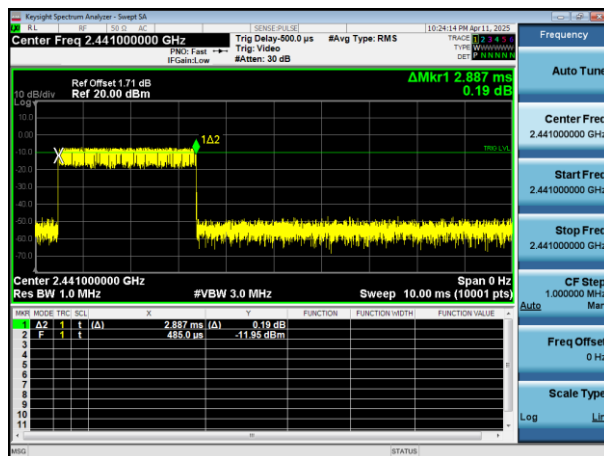 Keysight Spectrum Analyzer - Swept SA
RL RF 50 Ω AC SENSE:PULSE 10:24:14 PM Apr 11, 2025
Center Freq 2.441000000 GHz
PNO: Fast
IFGain:Low
Trig Delay-500.0 µs
Trig: Video
#Atten: 30 dB
#Avg Type: RMS
TRACE 1 2 3 4 5 6
TYPE WWWWWW
DET P N N N N N
Ref Offset 1.71 dB
Ref 20.00 dBm
10 dB/div
Log
ΔMkr1 2.887 ms
0.19 dB
10.0
0.00
-10.0
-20.0
-30.0
-40.0
-50.0
-60.0
-70.0
1Δ2
TRIG LVL
Center 2.441000000 GHz Span 0 Hz
Res BW 1.0 MHz #VBW 3.0 MHz Sweep 10.00 ms (10001 pts)
MKR MODE TRC SCL X Y FUNCTION FUNCTION WIDTH FUNCTION VALUE
1 Δ2 1 t (Δ) 2.887 ms (Δ) 0.19 dB
2 F 1 t 485.0 µs -11.95 dBm
3
4
5
6
7
8
9
10
11
MSG STATUS
Frequency
Auto Tune
Center Freq
2.441000000 GHz
Start Freq
2.441000000 GHz
Stop Freq
2.441000000 GHz
CF Step
1.000000 MHz
Auto Man
Freq Offset
0 Hz
Scale Type
Log Lin